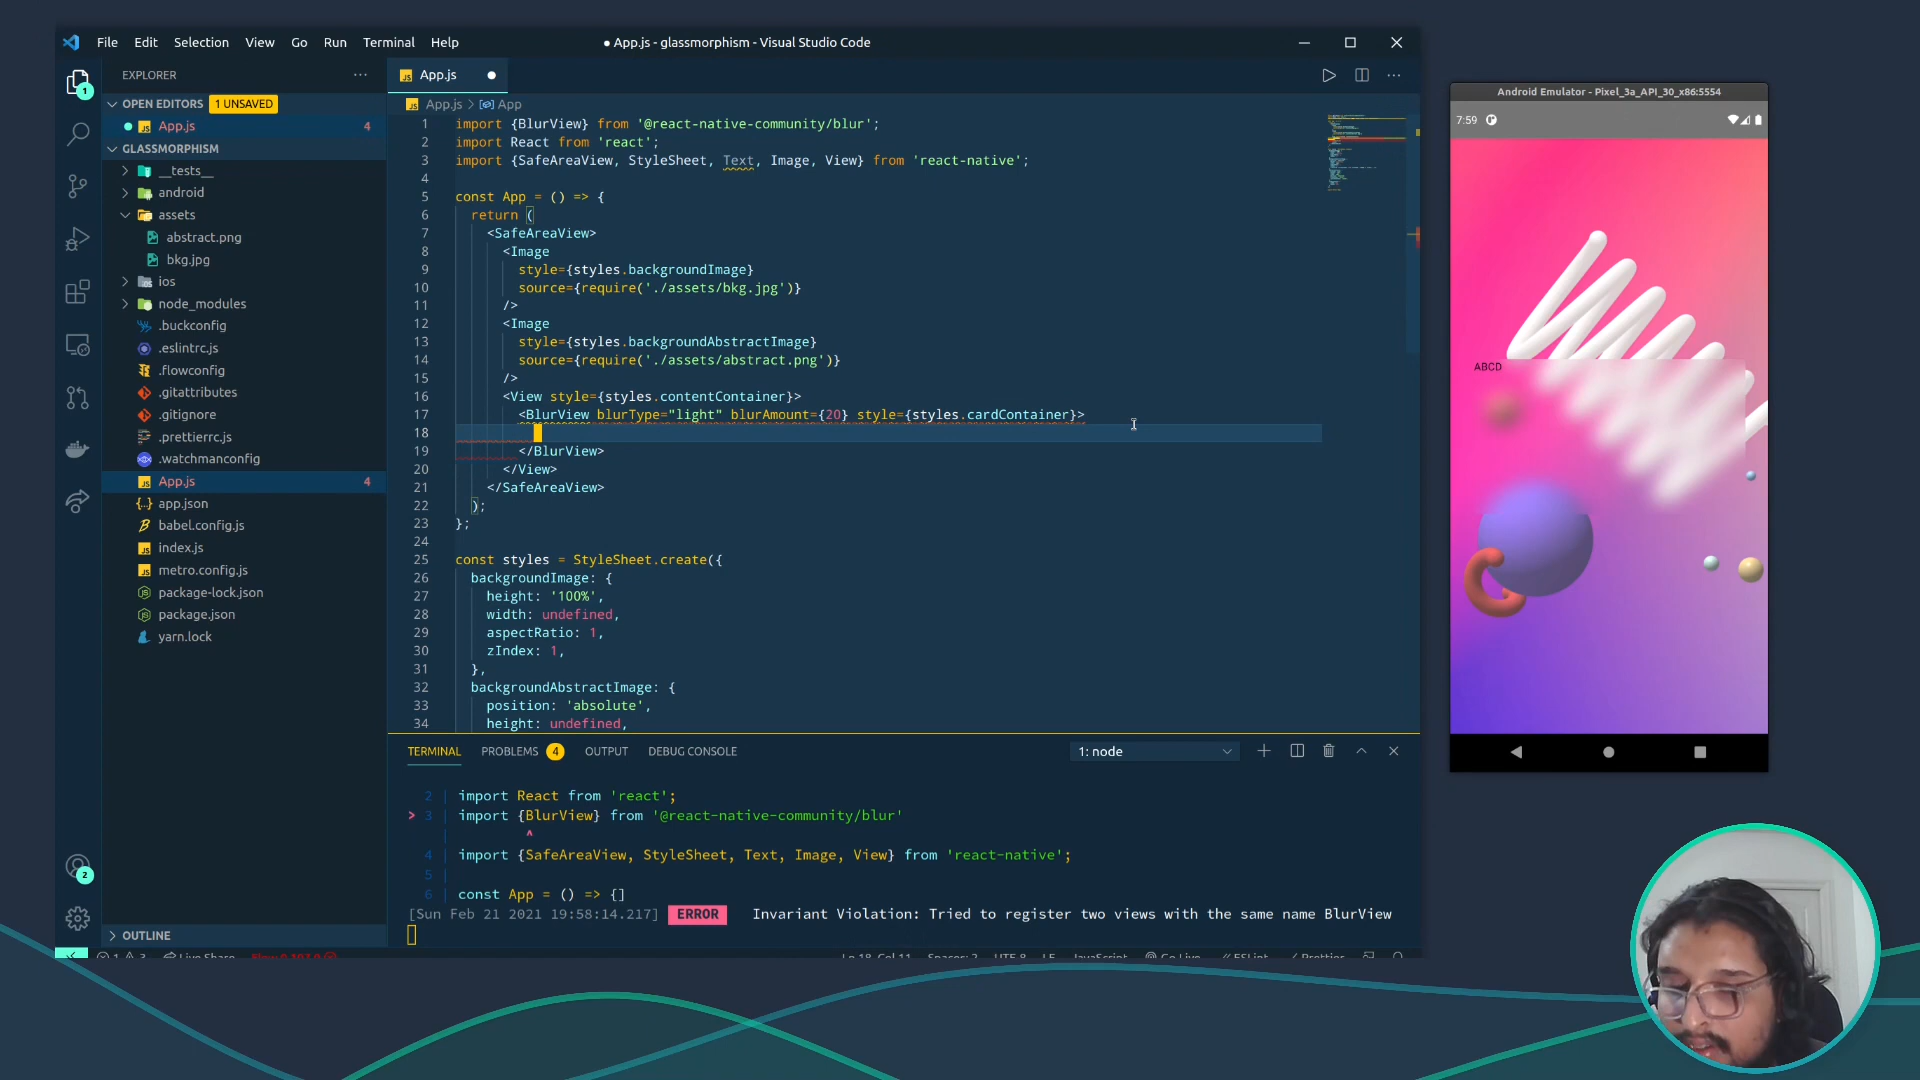 File Edit Selection View Go Run Terminal Help
● App.js - glassmorphism - Visual Studio Code
EXPLORER
OPEN EDITORS 1 UNSAVED
App.js 4
GLASSMORPHISM
__tests__
android
assets
abstract.png
bkg.jpg
ios
node_modules
.buckconfig
.eslintrc.js
.flowconfig
.gitattributes
.gitignore
.prettierrc.js
.watchmanconfig
App.js 4
app.json
babel.config.js
index.js
metro.config.js
package-lock.json
package.json
yarn.lock
OUTLINE
1
2
App.js
App.js > App
1 import {BlurView} from '@react-native-community/blur';
2 import React from 'react';
3 import {SafeAreaView, StyleSheet, Text, Image, View} from 'react-native';
4
5 const App = () => {
6 return (
7 <SafeAreaView>
8 <Image
9 style={styles.backgroundImage}
10 source={require('./assets/bkg.jpg')}
11 />
12 <Image
13 style={styles.backgroundAbstractImage}
14 source={require('./assets/abstract.png')}
15 />
16 <View style={styles.contentContainer}>
17 <BlurView blurType="light" blurAmount={20} style={styles.cardContainer}>
18
19 </BlurView>
20 </View>
21 </SafeAreaView>
22 );
23 };
24
25 const styles = StyleSheet.create({
26 backgroundImage: {
27 height: '100%',
28 width: undefined,
29 aspectRatio: 1,
30 zIndex: 1,
31 },
32 backgroundAbstractImage: {
33 position: 'absolute',
34 height: undefined,
TERMINAL PROBLEMS 4 OUTPUT DEBUG CONSOLE
1: node
2 | import React from 'react';
> 3 | import {BlurView} from '@react-native-community/blur'
| ^
4 | import {SafeAreaView, StyleSheet, Text, Image, View} from 'react-native';
5 |
6 | const App = () => {]
[Sun Feb 21 2021 19:58:14.217] ERROR Invariant Violation: Tried to register two views with the same name BlurView
Android Emulator - Pixel_3a_API_30_x86:5554
7:59
ABCD